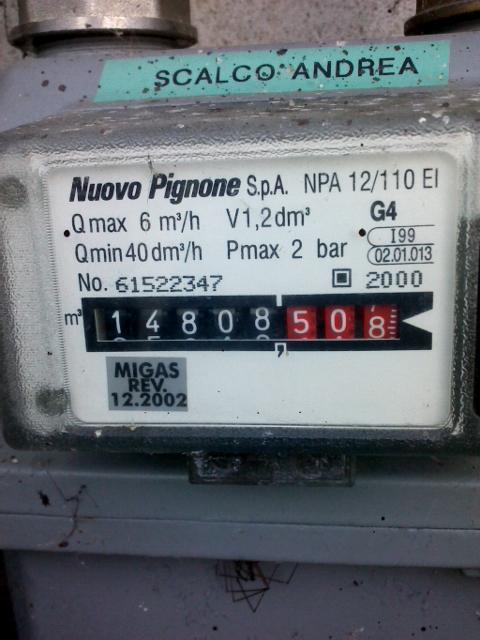 SCALCO ANDREA
Nuovo Pignone S.p.A. NPA 12/110 EI
Qmax 6 m³/h V1,2dm³ G4
Qmin 40 dm³/h Pmax 2 bar I99
02.01.013
No. 61522347 2000
m³ 14808,508
MIGAS
REV.
12.2002